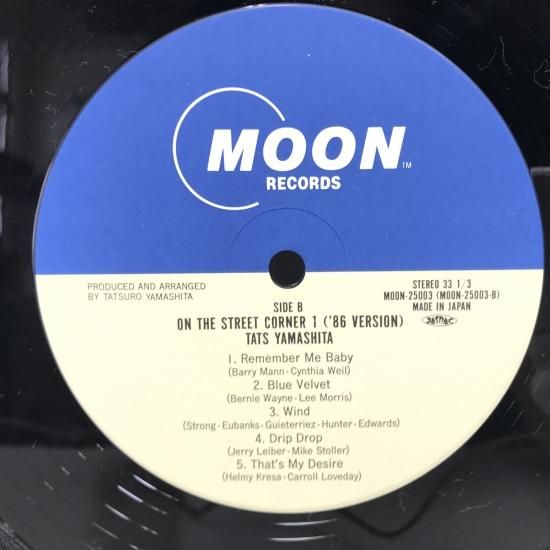 MOON™
RECORDS
PRODUCED AND ARRANGED
BY TATSURO YAMASHITA
STEREO 33 1/3
MOON-25003 (MOON-25003-B)
MADE IN JAPAN
SIDE B
ON THE STREET CORNER 1 ('86 VERSION)
TATS YAMASHITA
1. Remember Me Baby
(Barry Mann-Cynthia Weil)
2. Blue Velvet
(Bernie Wayne-Lee Morris)
3. Wind
(Strong-Eubanks-Guieterriez-Hunter-Edwards)
4. Drip Drop
(Jerry Leiber-Mike Stoller)
5. That's My Desire
(Helmy Kresa-Carroll Loveday)